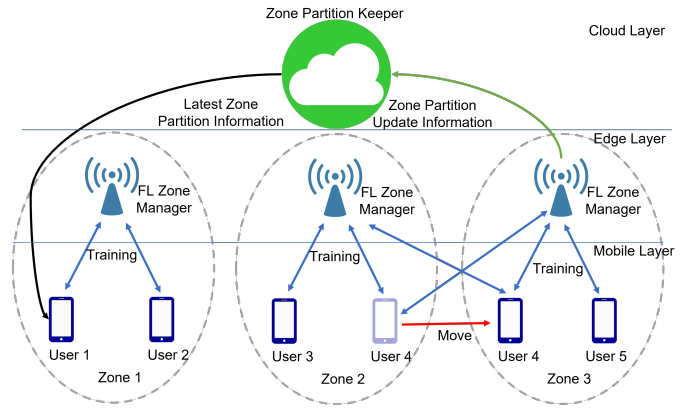 Zone Partition Keeper
Cloud Layer
Latest Zone
Partition Information
Zone Partition
Update Information
Edge Layer
FL Zone
Manager
FL Zone
Manager
FL Zone
Manager
Training
Training
Training
Mobile Layer
Move
User 1
User 2
User 3
User 4
User 4
User 5
Zone 1
Zone 2
Zone 3